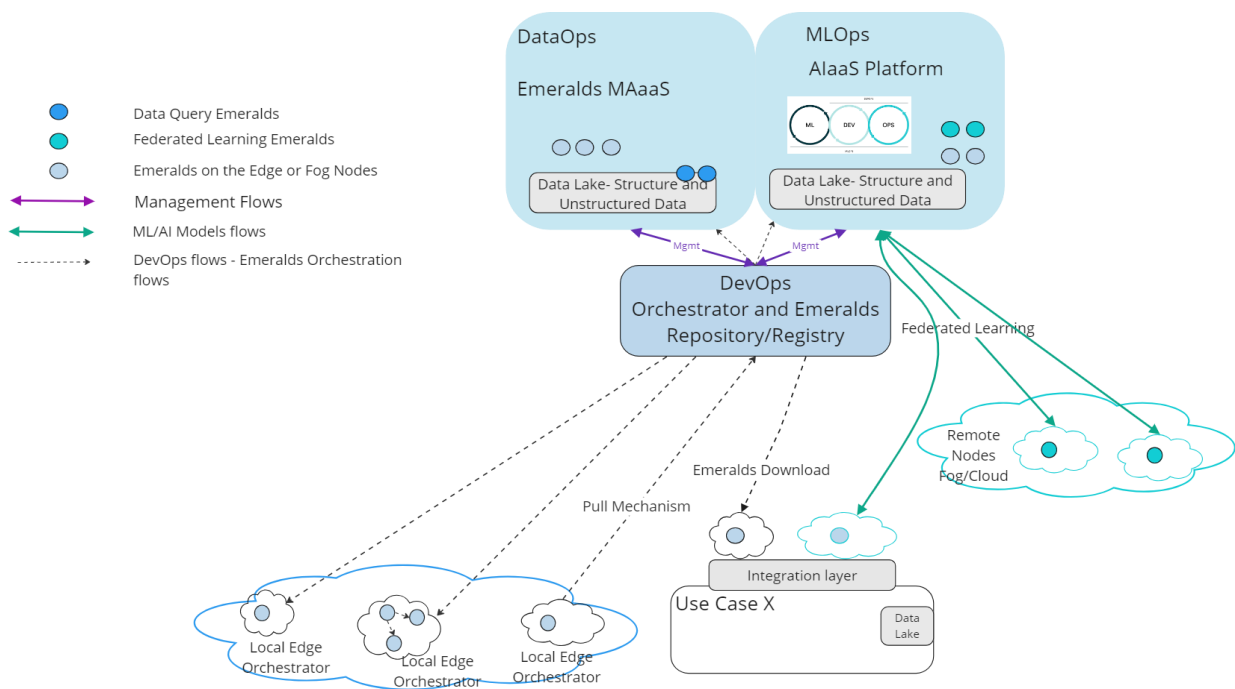 DataOps
MLOps
AIaaS Platform
Emeralds MAaaS
ML
DEV
OPS
Data Lake- Structure and
Unstructured Data
Data Lake- Structure and
Unstructured Data
Data Query Emeralds
Federated Learning Emeralds
Emeralds on the Edge or Fog Nodes
Management Flows
ML/AI Models flows
DevOps flows - Emeralds Orchestration
flows
Mgmt
Mgmt
DevOps
Orchestrator and Emeralds
Repository/Registry
Federated Learning
Remote
Nodes
Fog/Cloud
Emeralds Download
Pull Mechanism
Integration layer
Use Case X
Data
Lake
Local Edge
Orchestrator
Local Edge
Orchestrator
Local Edge
Orchestrator